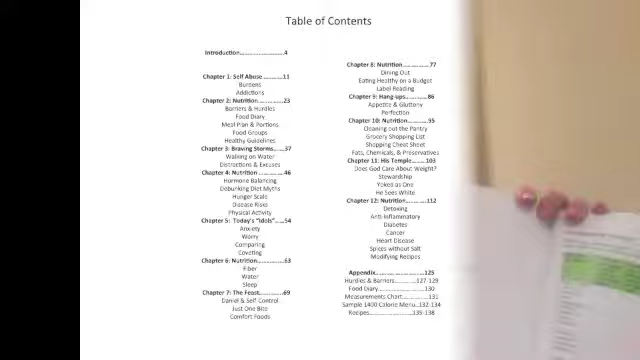 Table of Contents
Introduction........................4
Chapter 1: Self Abuse ............11
Burdens
Addictions
Chapter 2: Nutrition................23
Barriers & Hurdles
Food Diary
Meal Plan & Portions
Food Groups
Healthy Guidelines
Chapter 3: Braving Storms.....37
Walking on Water
Distractions & Excuses
Chapter 4: Nutrition ...............46
Hormone Balancing
Debunking Diet Myths
Hunger Scale
Disease Risks
Physical Activity
Chapter 5: Today's "Idols"......54
Anxiety
Worry
Comparing
Coveting
Chapter 6: Nutrition................63
Fiber
Water
Sleep
Chapter 7: The Feast...............69
Daniel & Self-Control
Just One Bite
Comfort Foods
Chapter 8: Nutrition................77
Dining Out
Eating Healthy on a Budget
Label Reading
Chapter 9: Hang-ups..............86
Appetite & Gluttony
Perfection
Chapter 10: Nutrition..............95
Cleaning out the Pantry
Grocery Shopping List
Shopping Cheat Sheet
Fats, Chemicals, & Preservatives
Chapter 11: His Temple..........103
Does God Care About Weight?
Stewardship
Yoked as One
He Sees White
Chapter 12: Nutrition.............112
Detoxing
Anti-Inflammatory
Diabetes
Cancer
Heart Disease
Spices without Salt
Modifying Recipes
Appendix..............................125
Hurdles & Barriers..........127-129
Food Diary........................130
Measurements Chart..........131
Sample 1400 Calorie Menu..132-134
Recipes.......................135-138